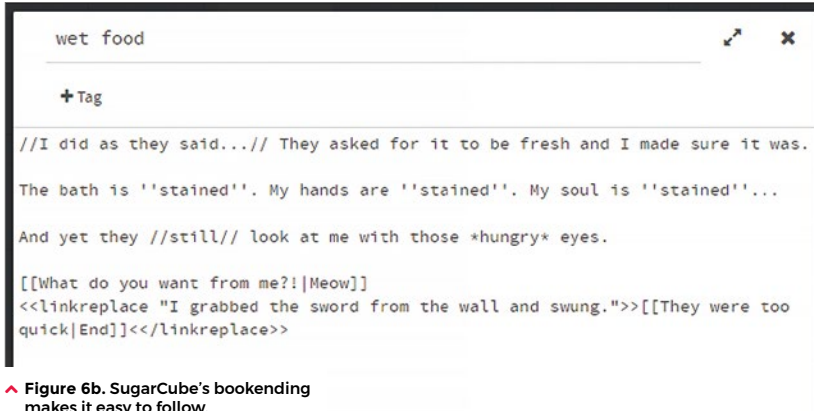 wet food
+ Tag
//I did as they said...// They asked for it to be fresh and I made sure it was.
The bath is ''stained''. My hands are ''stained''. My soul is ''stained''...
And yet they //still// look at me with those *hungry* eyes.
[[What do you want from me?!|Meow]]
<<linkreplace "I grabbed the sword from the wall and swung.">>[[They were too
quick|End]]<</linkreplace>>
Figure 6b. SugarCube's bookending
makes it easy to follow